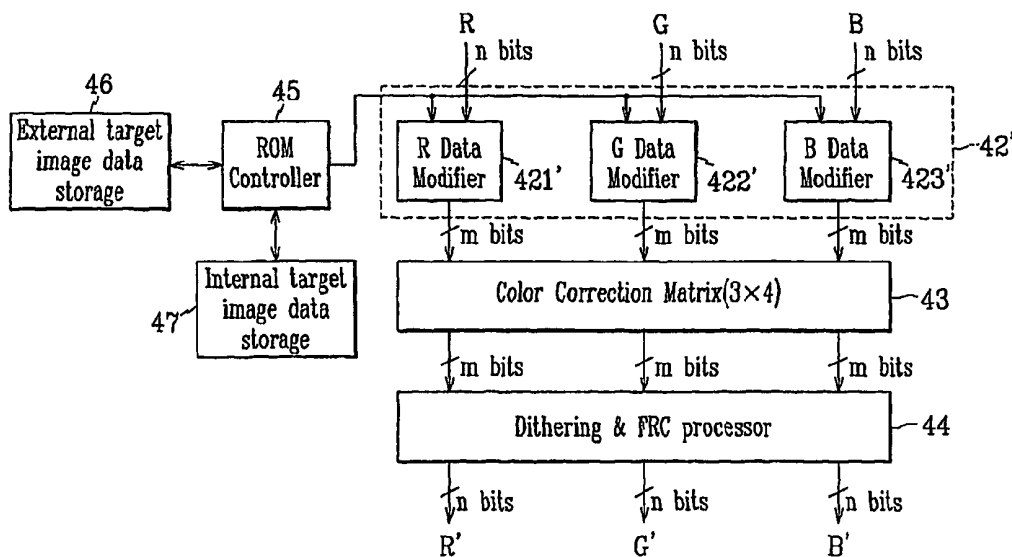 R G B
n bits n bits n bits
46 45
External target
image data
storage
ROM
Controller
R Data
Modifier
421'
G Data
Modifier
422'
B Data
Modifier
423'
42'
m bits m bits m bits
Internal target
image data
storage
47
Color Correction Matrix(3×4)
43
m bits m bits m bits
Dithering & FRC processor
44
n bits n bits n bits
R' G' B'